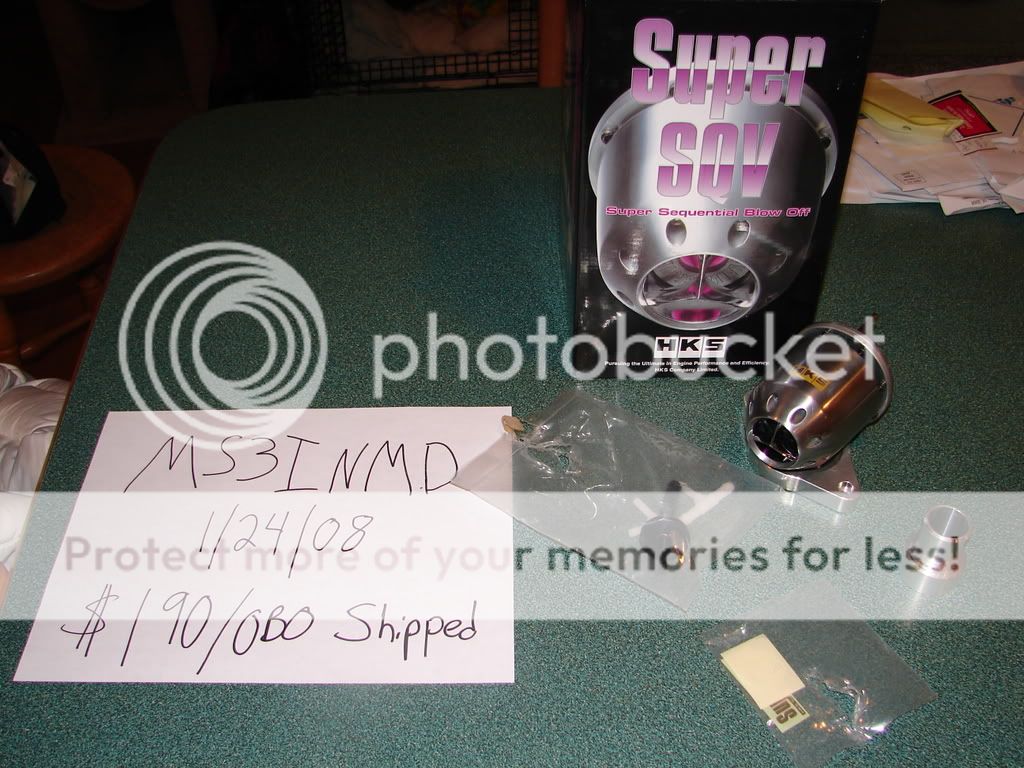 Super
SQV
Super Sequential Blow Off
HKS
Pursuing the Ultimate in Engine Performance and Efficiency
HKS Company Limited.
HKS
photobucket
MS3INMD
1/24/08
Protect more of your memories for less!
$190/OBO Shipped